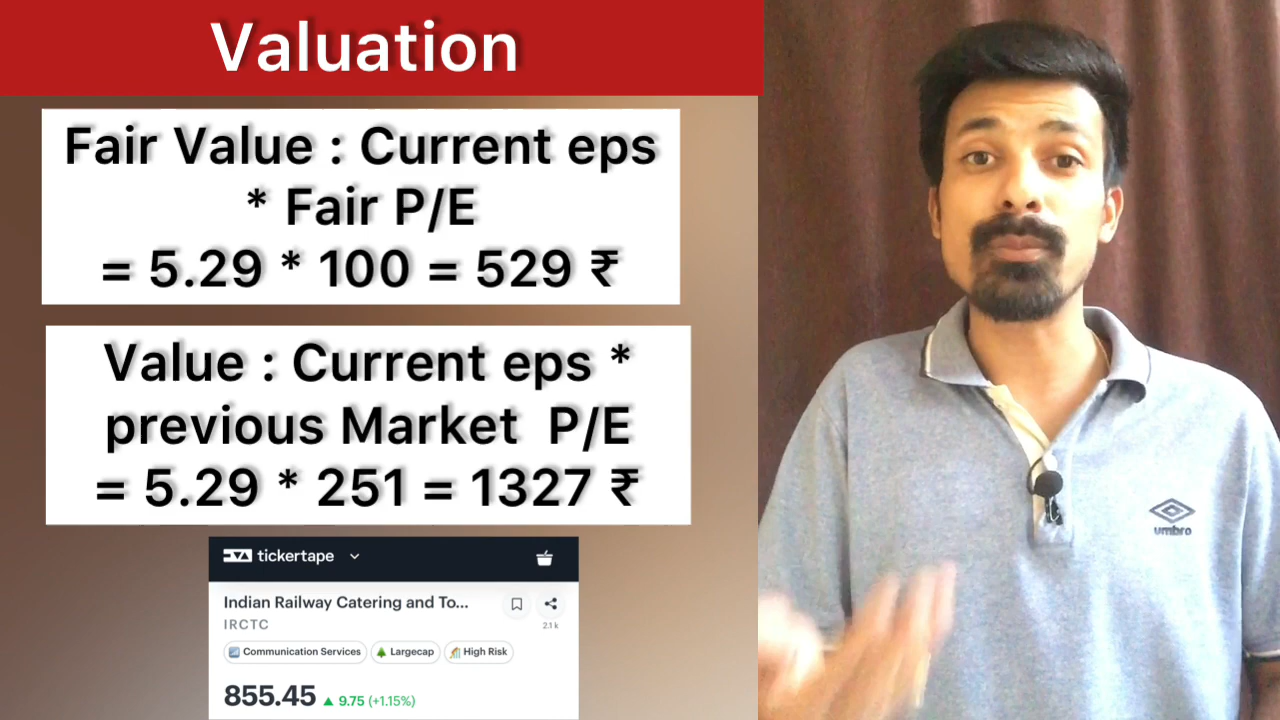 Valuation
Fair Value : Current eps
* Fair P/E
= 5.29 * 100 = 529 ₹
Value : Current eps *
previous Market P/E
= 5.29 * 251 = 1327 ₹
tickertape
Indian Railway Catering and To...
IRCTC
2.1 k
Communication Services Largecap High Risk
855.45 ▲ 9.75 (+1.15%)
umbro